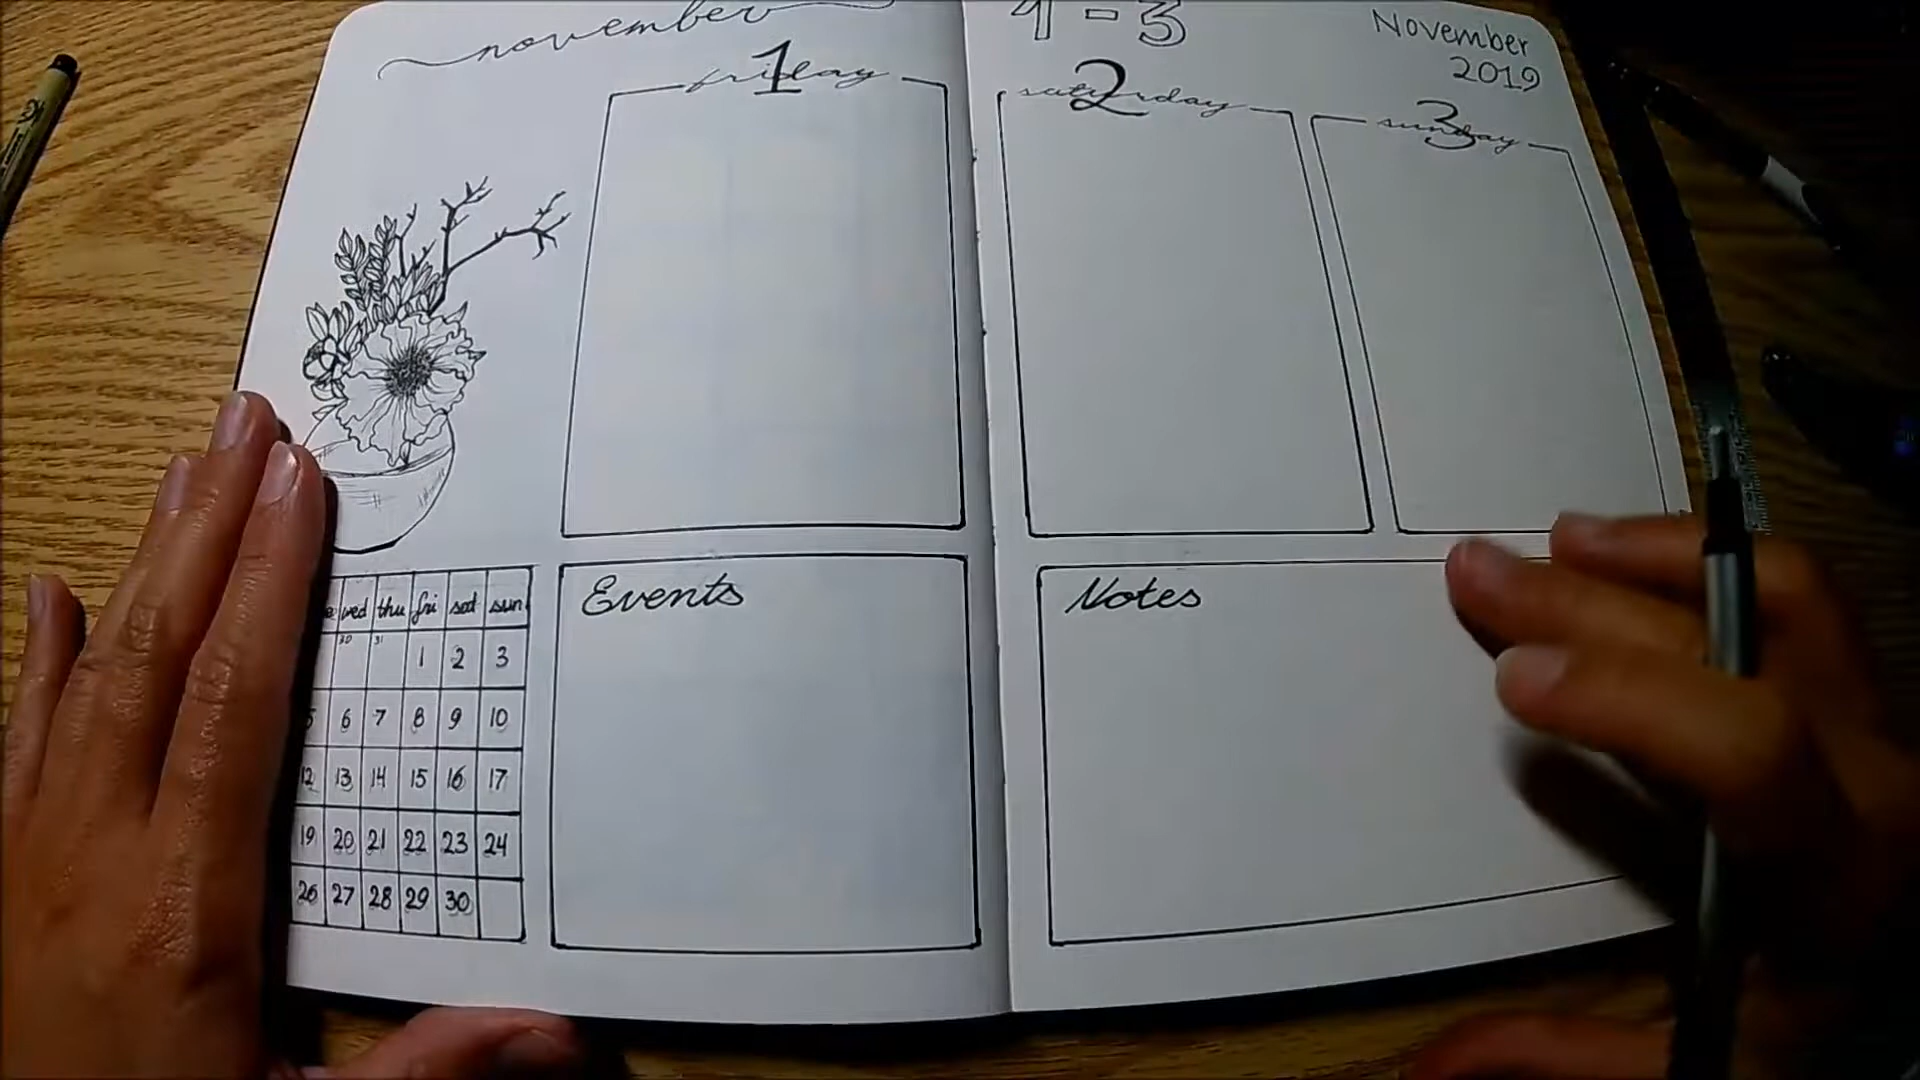 november
friday
1
Events
wed thu fri sat sun
30 31 1 2 3
5 6 7 8 9 10
12 13 14 15 16 17
19 20 21 22 23 24
26 27 28 29 30
1 - 3
November
2019
saturday
2
sunday
3
Notes